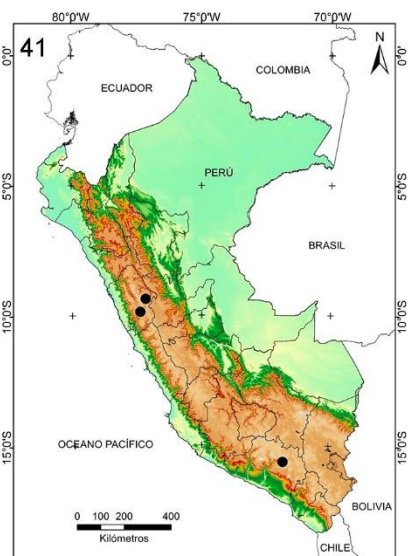 80°0'W 75°0'W 70°0'W
41
N
0°0' 0°0'
COLOMBIA
ECUADOR
PERÚ
5°0'S 5°0'S
BRASIL
10°0'S 10°0'S
OCEANO PACÍFICO
15°0'S 15°0'S
BOLIVIA
0 100 200 400
Kilómetros
CHILE